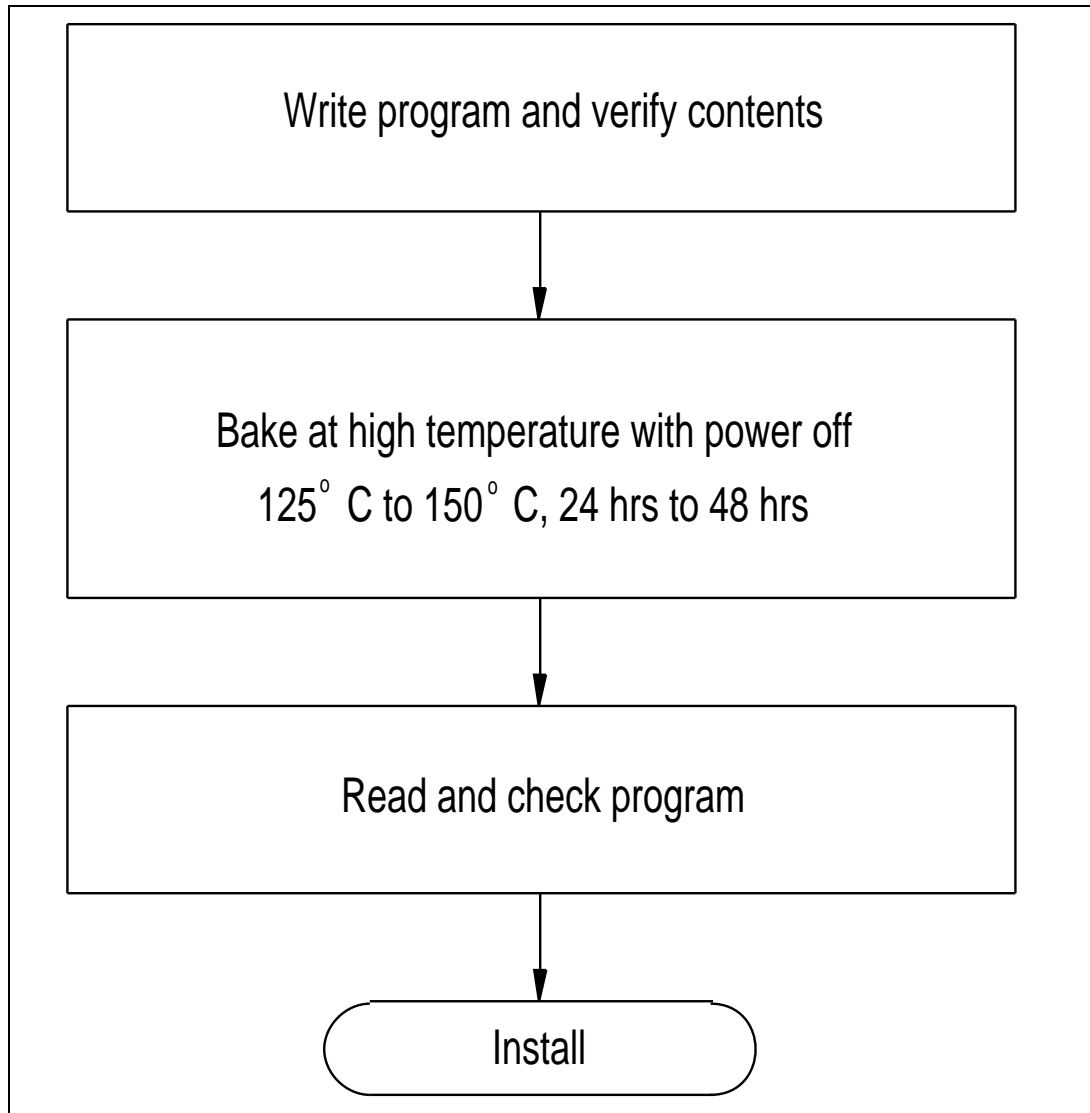 Write program and verify contents
Bake at high temperature with power off
125° C to 150° C, 24 hrs to 48 hrs
Read and check program
Install